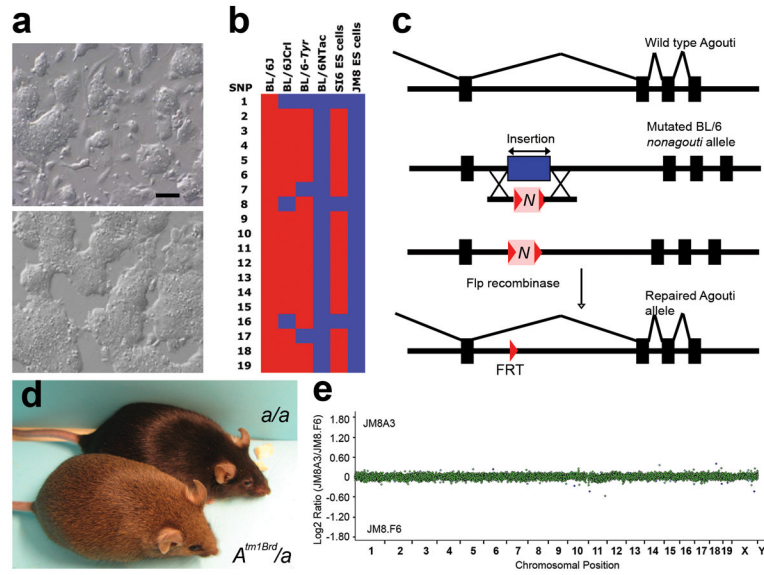 a
b
SNP
BL/6J
BL/6JCrl
BL/6-Tyr
BL/6NTac
SI6 ES cells
JM8 ES cells
1
2
3
4
5
6
7
8
9
10
11
12
13
14
15
16
17
18
19
c
Wild type Agouti
Insertion
Mutated BL/6
nonagouti allele
N
N
Flp recombinase
Repaired Agouti
allele
FRT
d
a/a
A^tm1Brd/a
e
Log2 Ratio (JM8A3/JM8.F6)
1.80
1.20
0.60
0
-0.60
-1.20
-1.80
JM8A3
JM8.F6
1 2 3 4 5 6 7 8 9 10 11 12 13 14 15 16 17 18 19 X Y
Chromosomal Position